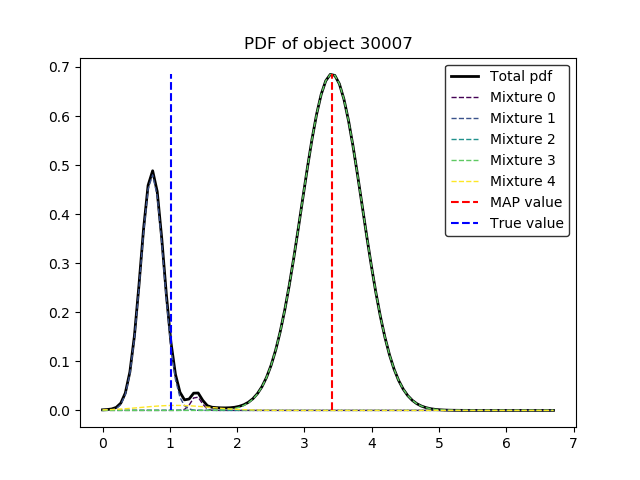 PDF of object 30007
0.7
0.6
0.5
0.4
0.3
0.2
0.1
0.0
0 1 2 3 4 5 6 7
Total pdf
Mixture 0
Mixture 1
Mixture 2
Mixture 3
Mixture 4
MAP value
True value